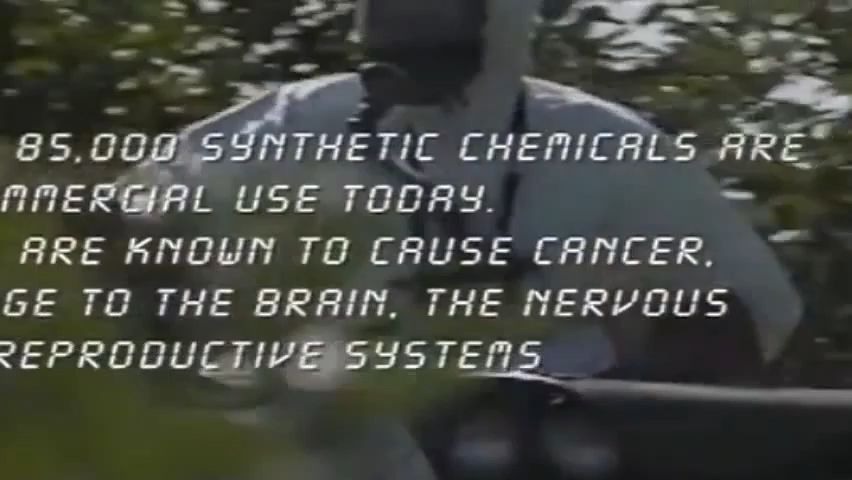 85,000 SYNTHETIC CHEMICALS ARE
MMERCIAL USE TODAY.
ARE KNOWN TO CAUSE CANCER,
GE TO THE BRAIN, THE NERVOUS
REPRODUCTIVE SYSTEMS